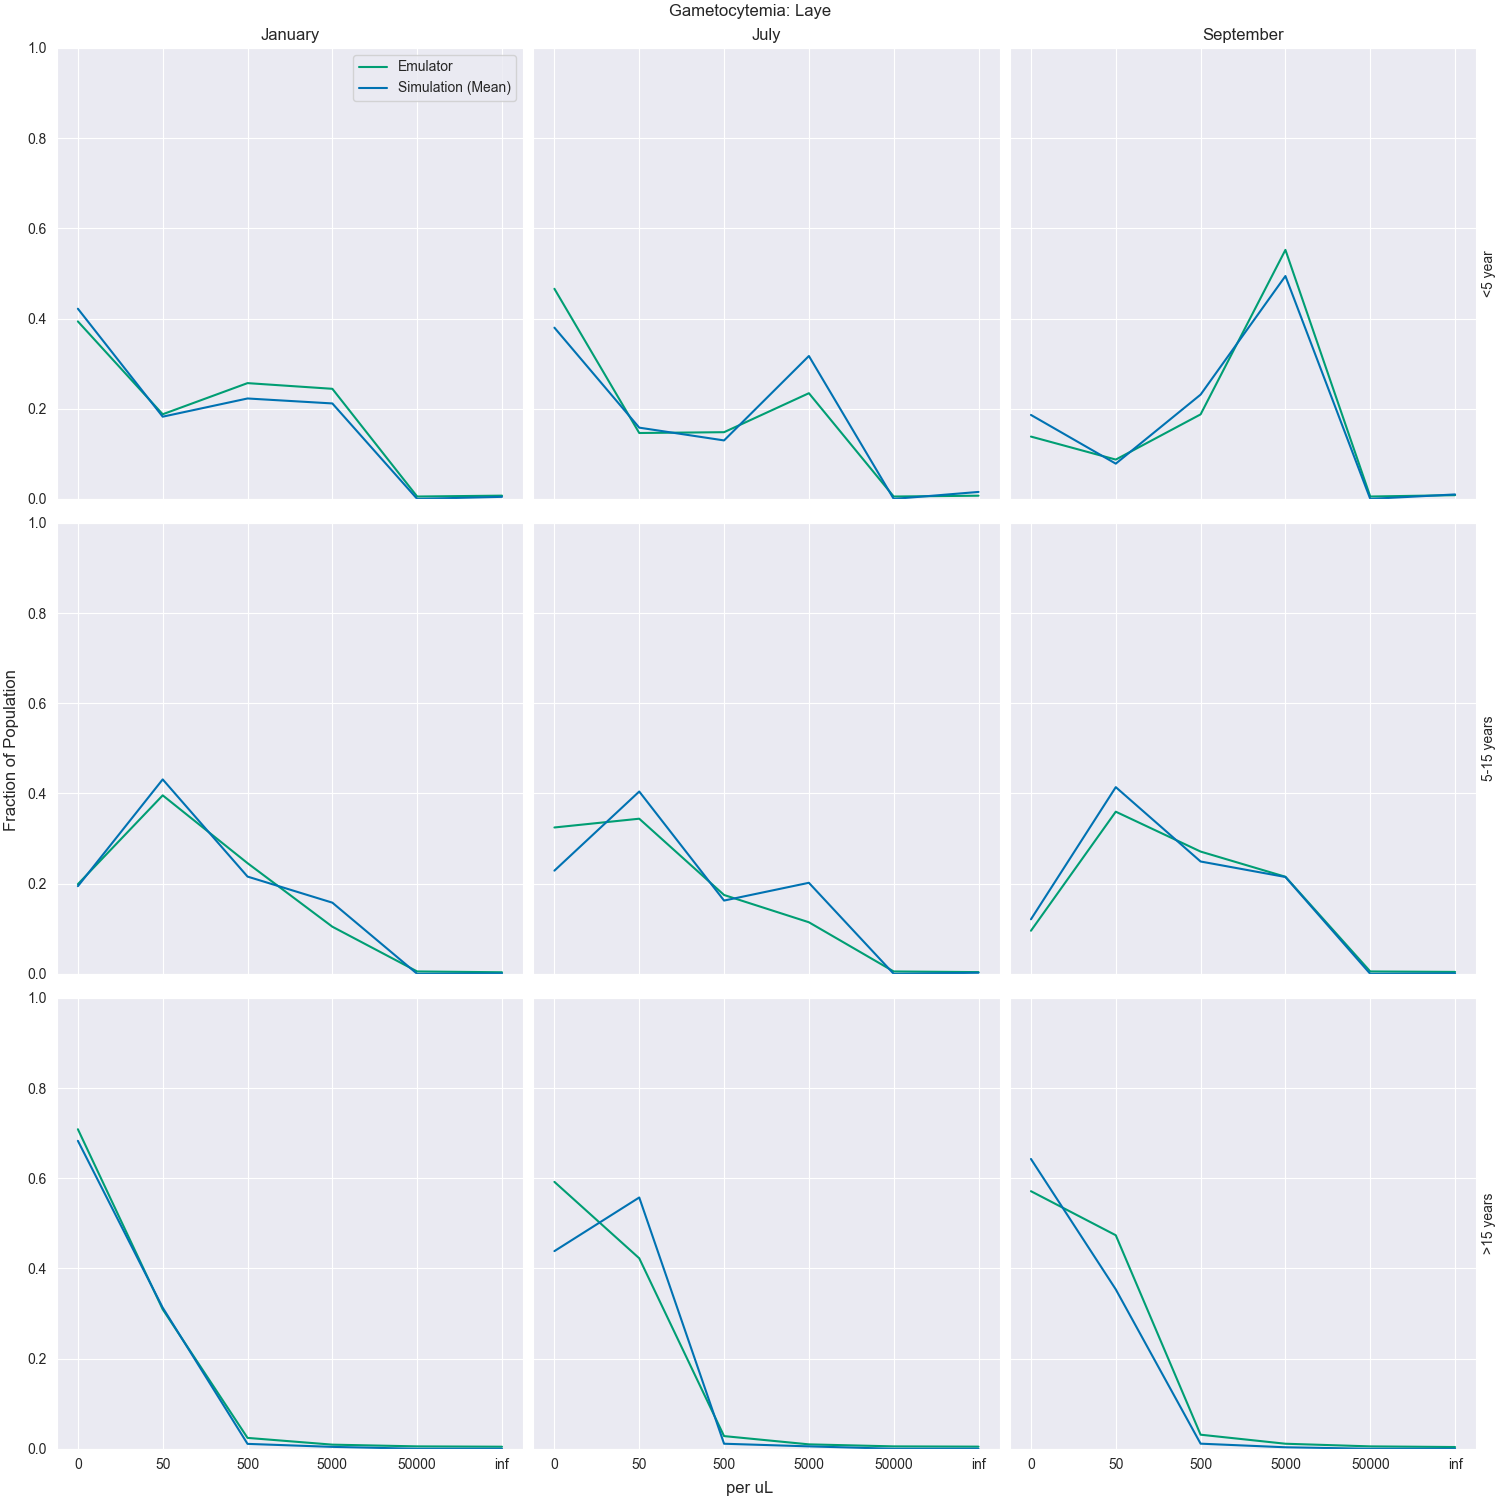 Gametocytemia: Laye
January
July
September
Emulator
Simulation (Mean)
1.0
0.8
0.6
0.4
0.2
0.0
<5 year
1.0
0.8
0.6
0.4
0.2
0.0
5-15 years
Fraction of Population
1.0
0.8
0.6
0.4
0.2
0.0
>15 years
0 50 500 5000 50000 inf
0 50 500 5000 50000 inf
0 50 500 5000 50000 inf
per uL